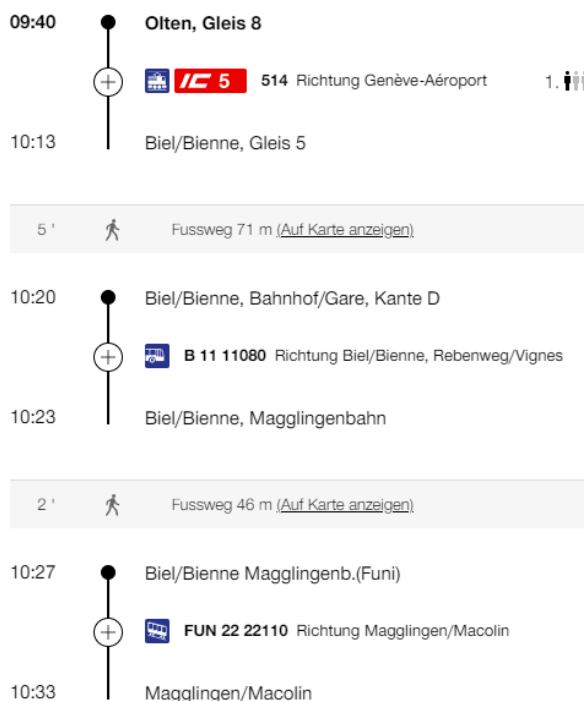 09:40 Olten, Gleis 8
IC 5 514 Richtung Genève-Aéroport 1.
10:13 Biel/Bienne, Gleis 5
5 ' Fussweg 71 m (Auf Karte anzeigen)
10:20 Biel/Bienne, Bahnhof/Gare, Kante D
B 11 11080 Richtung Biel/Bienne, Rebenweg/Vignes
10:23 Biel/Bienne, Magglingenbahn
2 ' Fussweg 46 m (Auf Karte anzeigen)
10:27 Biel/Bienne Magglingenb.(Funi)
FUN 22 22110 Richtung Magglingen/Macolin
10:33 Magglingen/Macolin